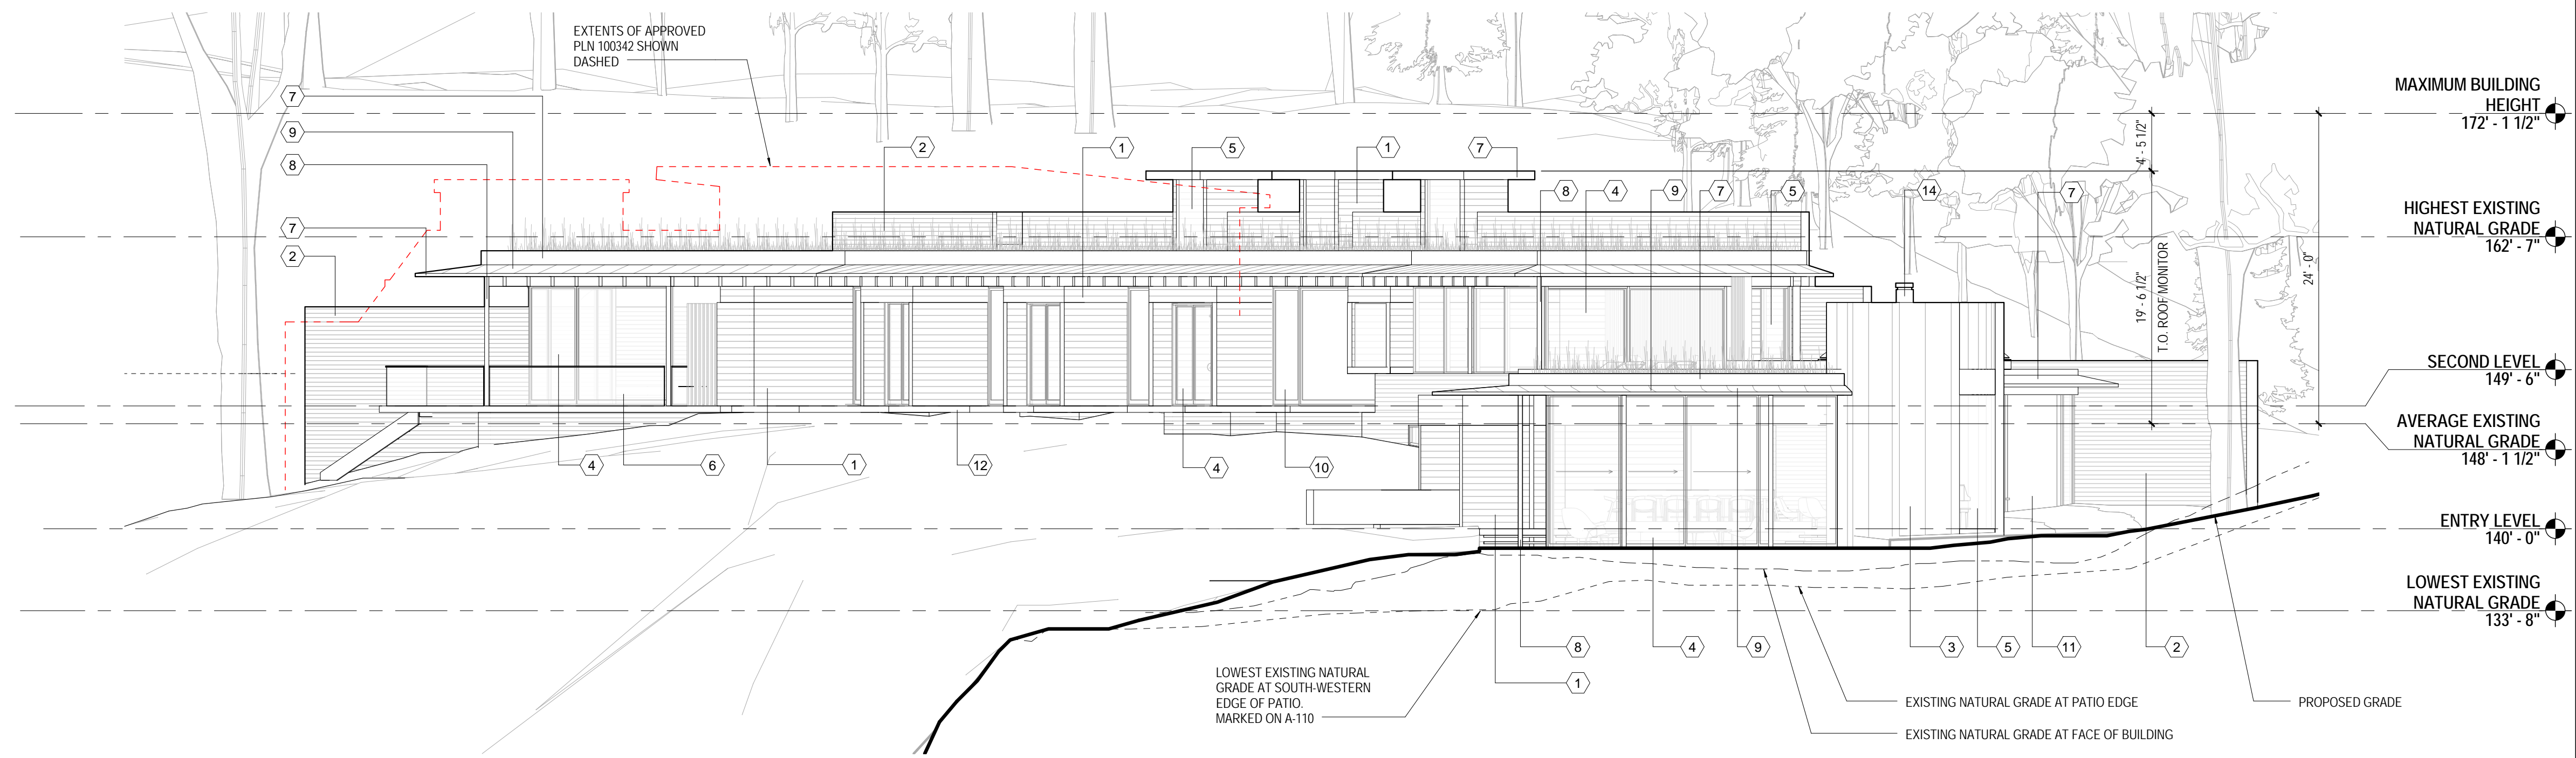 EXTENTS OF APPROVED
PLN 100342 SHOWN
DASHED
7
9
8
7
2
2
1
5
1
7
8
4
9
7
5
14
7
4' - 5 1/2"
19' - 6 1/2"
T.O. ROOF MONITOR
24' - 0"
MAXIMUM BUILDING
HEIGHT
172' - 1 1/2"
HIGHEST EXISTING
NATURAL GRADE
162' - 7"
SECOND LEVEL
149' - 6"
AVERAGE EXISTING
NATURAL GRADE
148' - 1 1/2"
ENTRY LEVEL
140' - 0"
LOWEST EXISTING
NATURAL GRADE
133' - 8"
4
6
1
12
4
10
8
4
9
3
5
11
2
1
LOWEST EXISTING NATURAL
GRADE AT SOUTH-WESTERN
EDGE OF PATIO.
MARKED ON A-110
EXISTING NATURAL GRADE AT PATIO EDGE
EXISTING NATURAL GRADE AT FACE OF BUILDING
PROPOSED GRADE